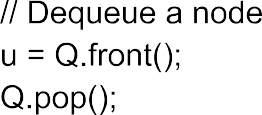 // Dequeue a node
u = Q.front();
Q.pop();